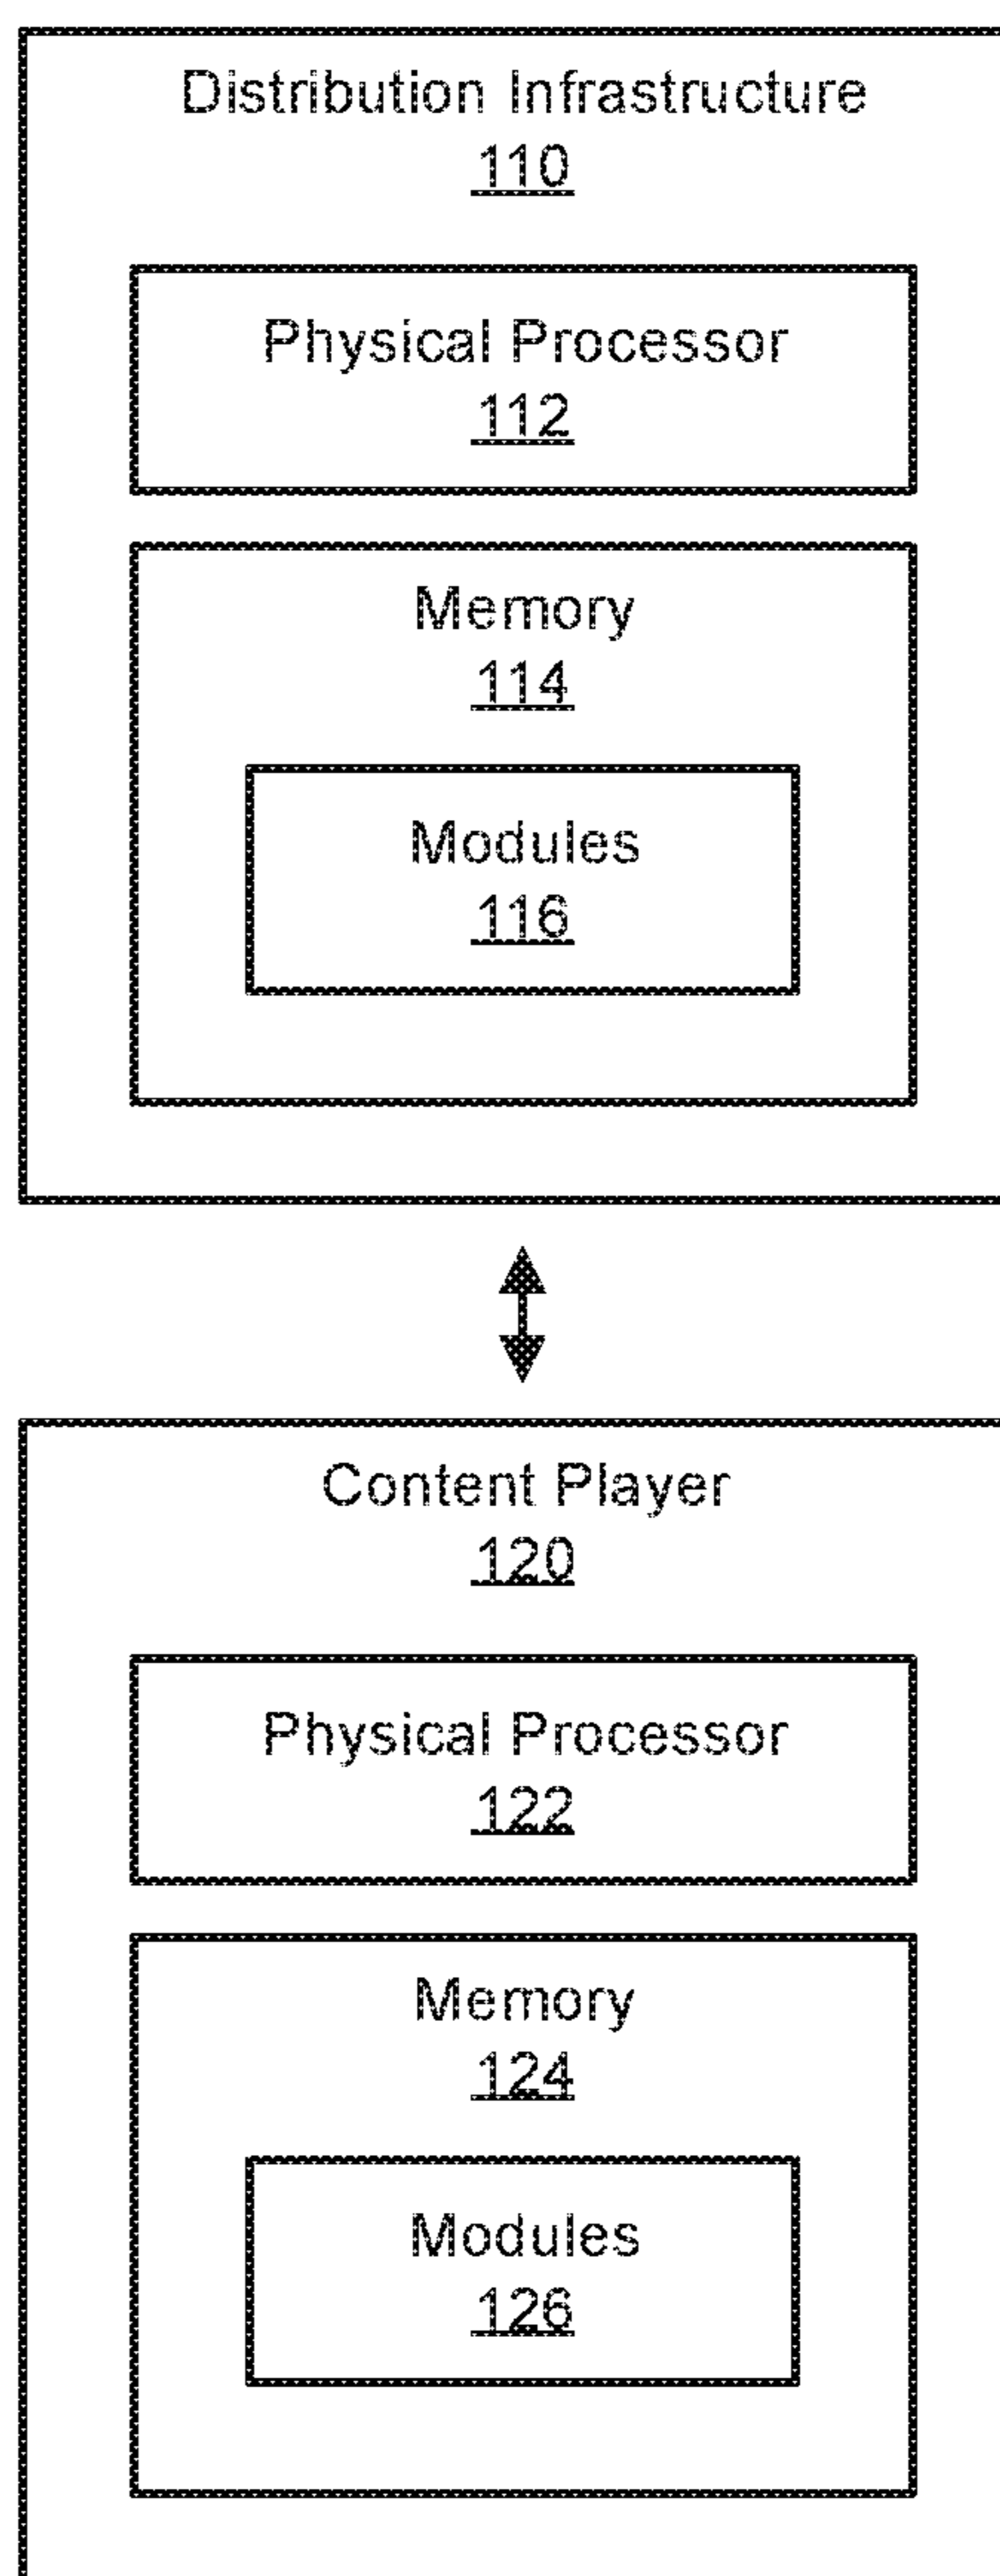 Distribution Infrastructure
110
Physical Processor
112
Memory
114
Modules
116
Content Player
120
Physical Processor
122
Memory
124
Modules
126